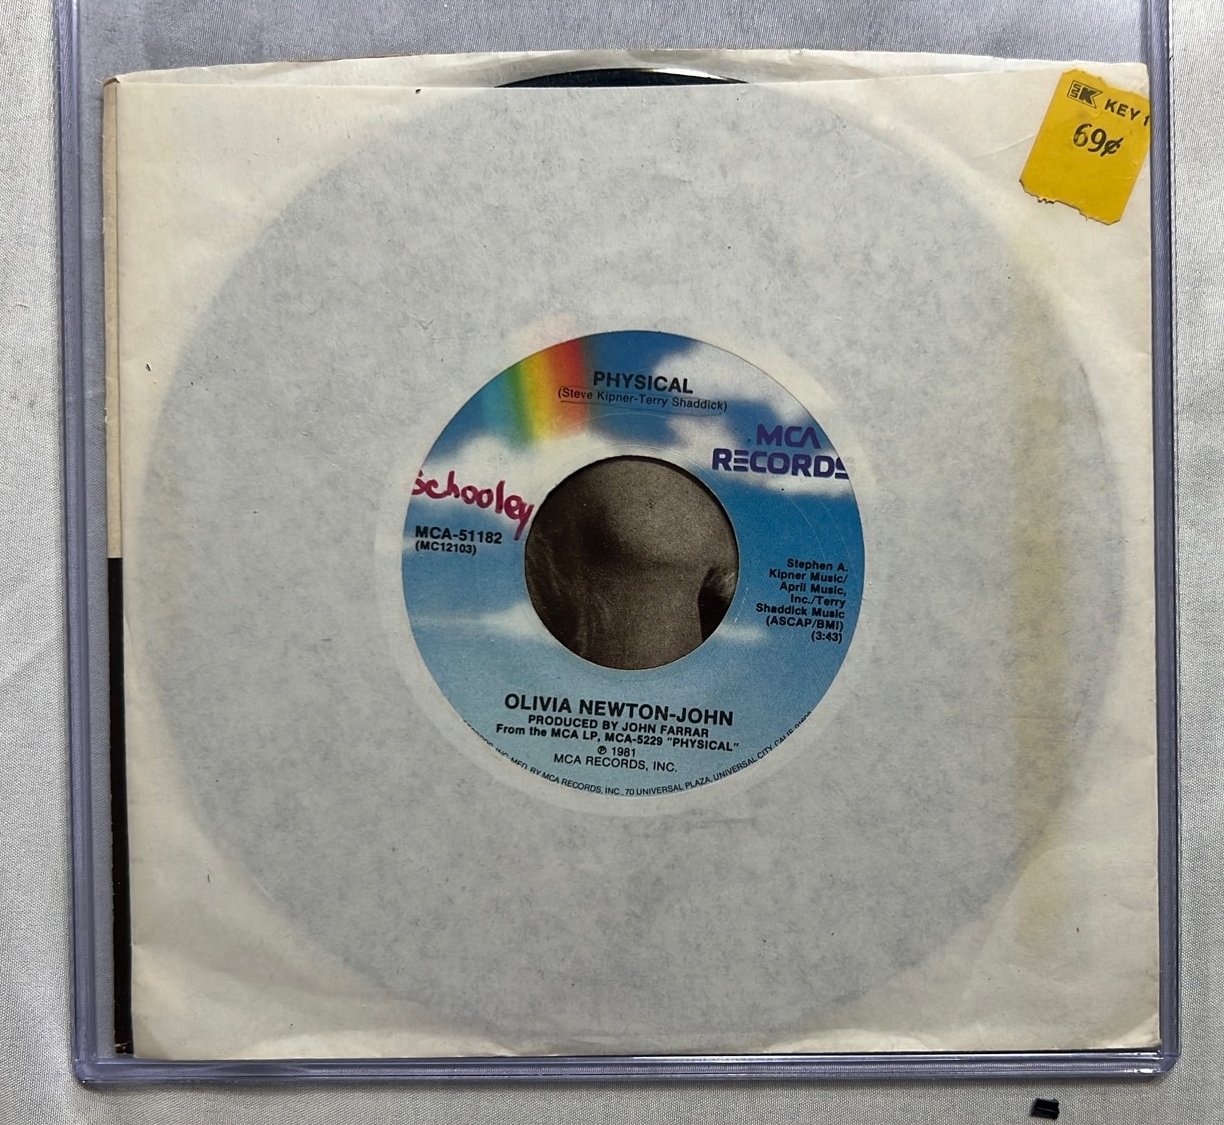 SSK KEY
69¢
PHYSICAL
(Steve Kipner-Terry Shaddick)
MCA
RECORDS
Schooley
MCA-51182
(MC12103)
Stephen A.
Kipner Music/
April Music,
Inc./Terry
Shaddick Music
(ASCAP/BMI)
(3:43)
OLIVIA NEWTON-JOHN
PRODUCED BY JOHN FARRAR
From the MCA LP, MCA-5229 "PHYSICAL"
℗ 1981
MCA RECORDS, INC.
MFD. BY MCA RECORDS, INC., 70 UNIVERSAL PLAZA, UNIVERSAL CITY, CALIF.